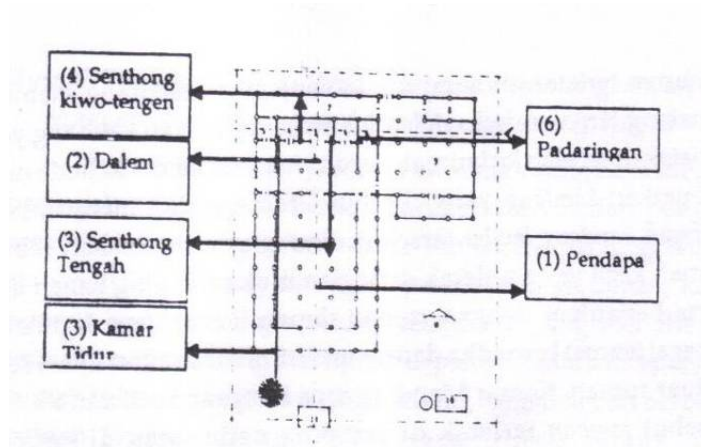 (4) Senthong
kiwo-tengen
(2) Dalem
(3) Senthong
Tengah
(3) Kamar
Tidur
(6)
Padaringan
(1) Pendapa